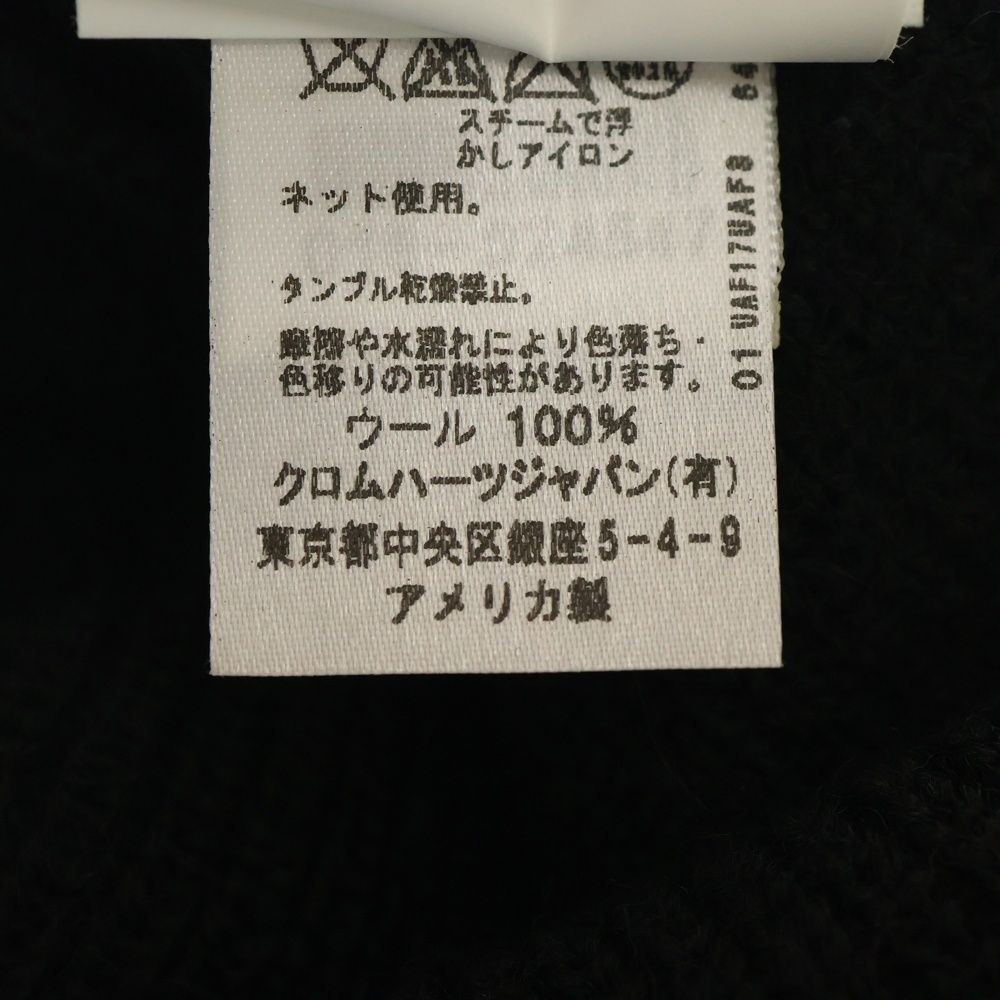 スチームで浮
かしアイロン
ネット使用。
タンブル乾燥禁止。
摩擦や水濡れにより色落ち・
色移りの可能性があります。
ウール 100%
クロムハーツジャパン(有)
東京都中央区銀座5-4-9
アメリカ製
01 UAF17UAF8